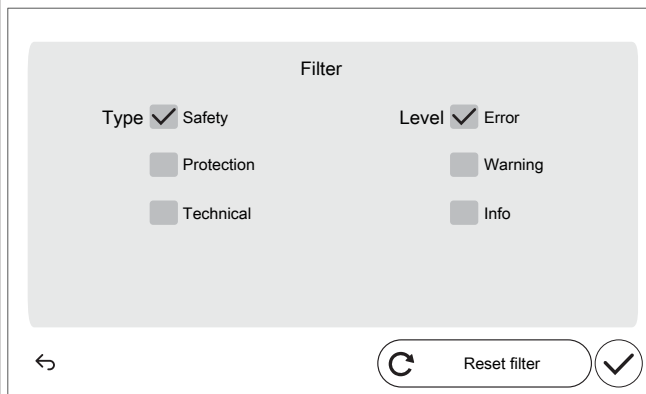 Filter
Type Safety Level Error
Protection Warning
Technical Info
Reset filter